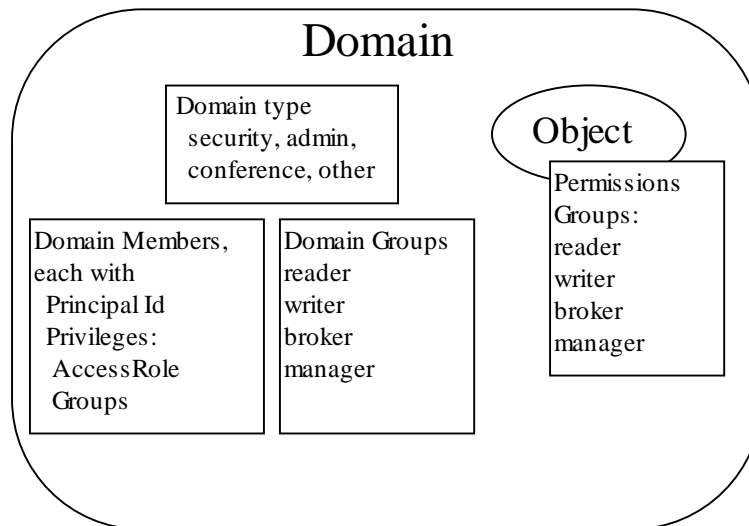 Domain
Domain type
security, admin,
conference, other
Object
Permissions
Groups:
reader
writer
broker
manager
Domain Members,
each with
Principal Id
Privileges:
AccessRole
Groups
Domain Groups
reader
writer
broker
manager